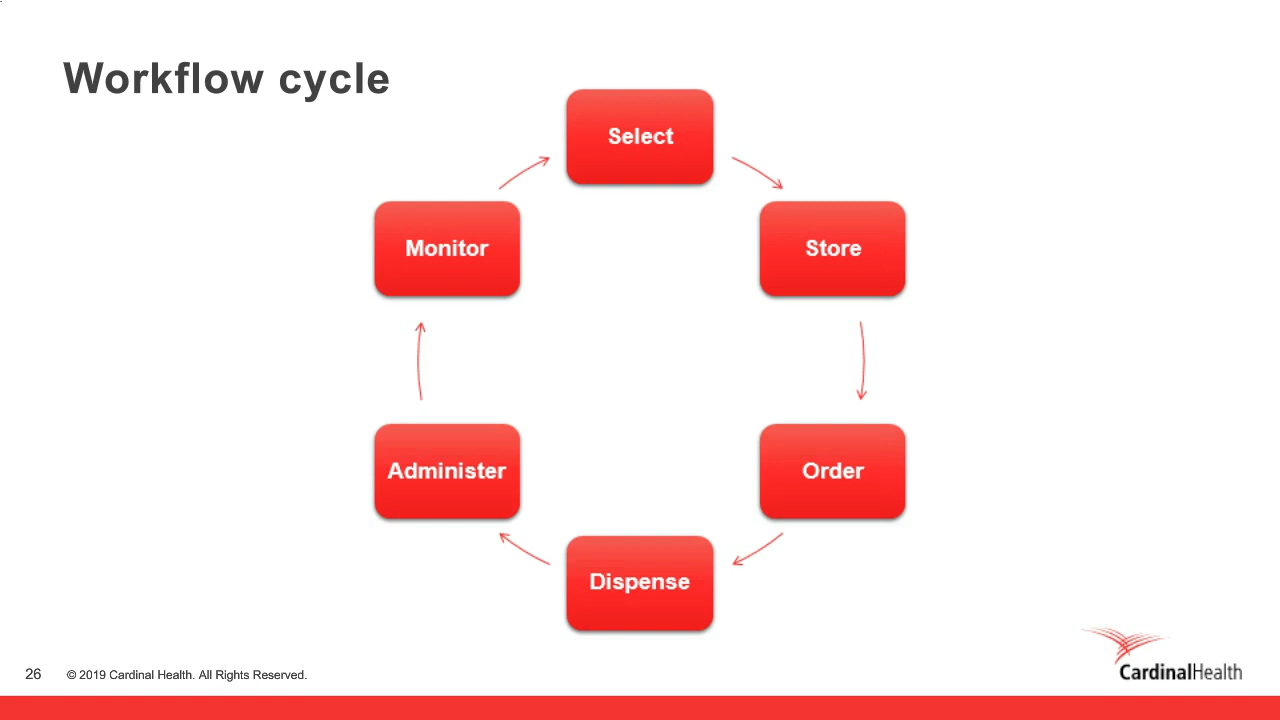 Workflow cycle
Select
Monitor
Store
Administer
Order
Dispense
CardinalHealth
26 © 2019 Cardinal Health. All Rights Reserved.